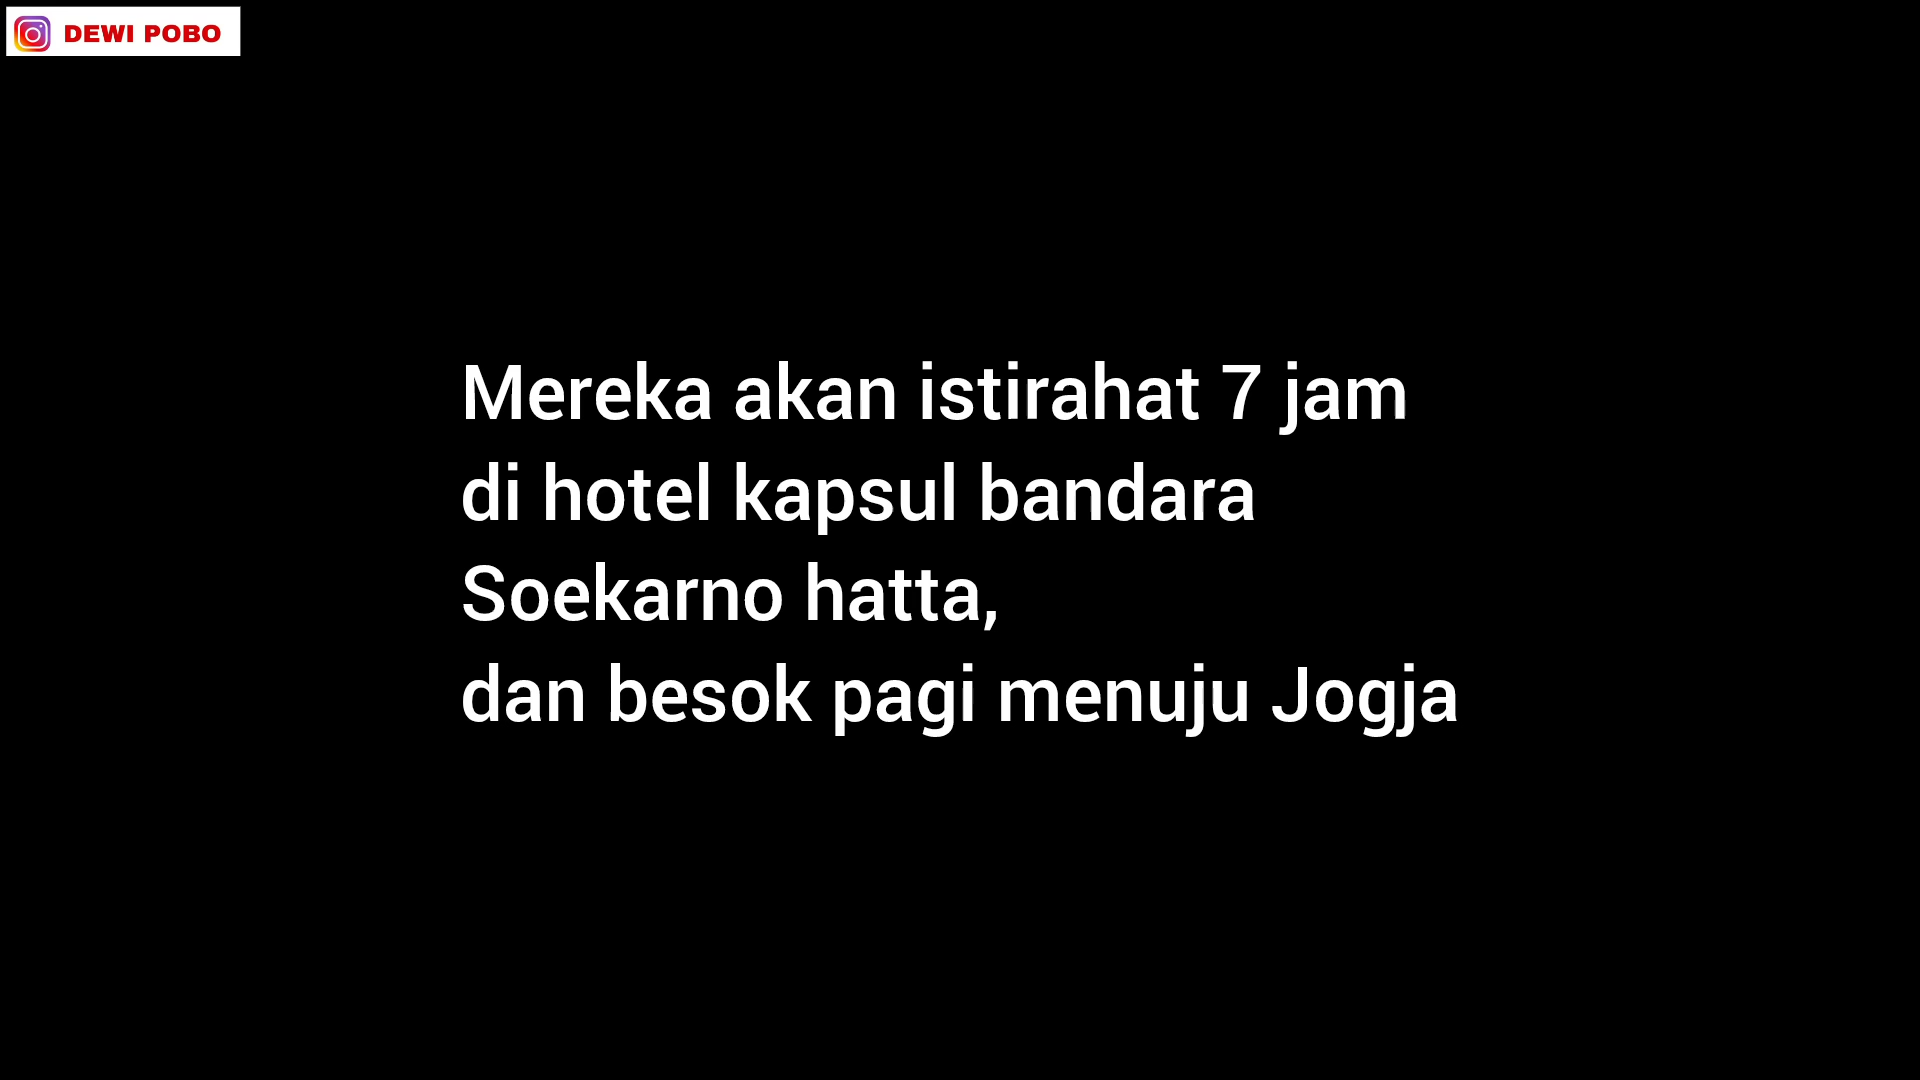 DEWI POBO
Mereka akan istirahat 7 jam
di hotel kapsul bandara
Soekarno hatta,
dan besok pagi menuju Jogja